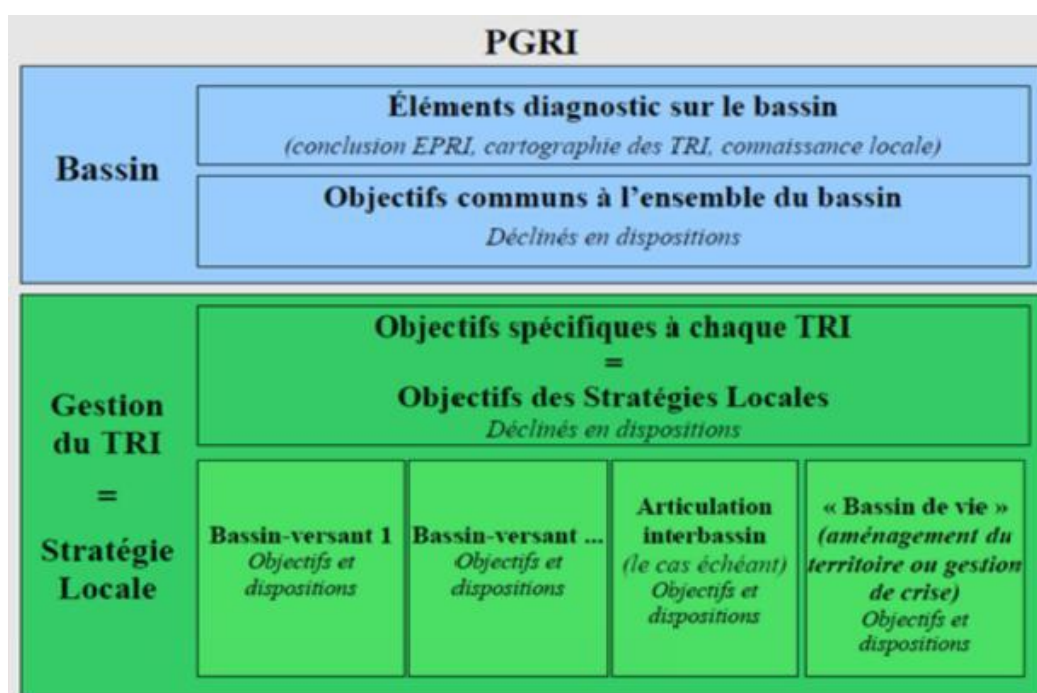 PGRI
Bassin
Éléments diagnostic sur le bassin
(conclusion EPRI, cartographie des TRI, connaissance locale)
Objectifs communs à l'ensemble du bassin
Déclinés en dispositions
Gestion
du TRI
=
Stratégie
Locale
Objectifs spécifiques à chaque TRI
=
Objectifs des Stratégies Locales
Déclinés en dispositions
Bassin-versant 1
Objectifs et
dispositions
Bassin-versant ...
Objectifs et
dispositions
Articulation
interbassin
(le cas échéant)
Objectifs et
dispositions
« Bassin de vie »
(aménagement du
territoire ou gestion
de crise)
Objectifs et
dispositions